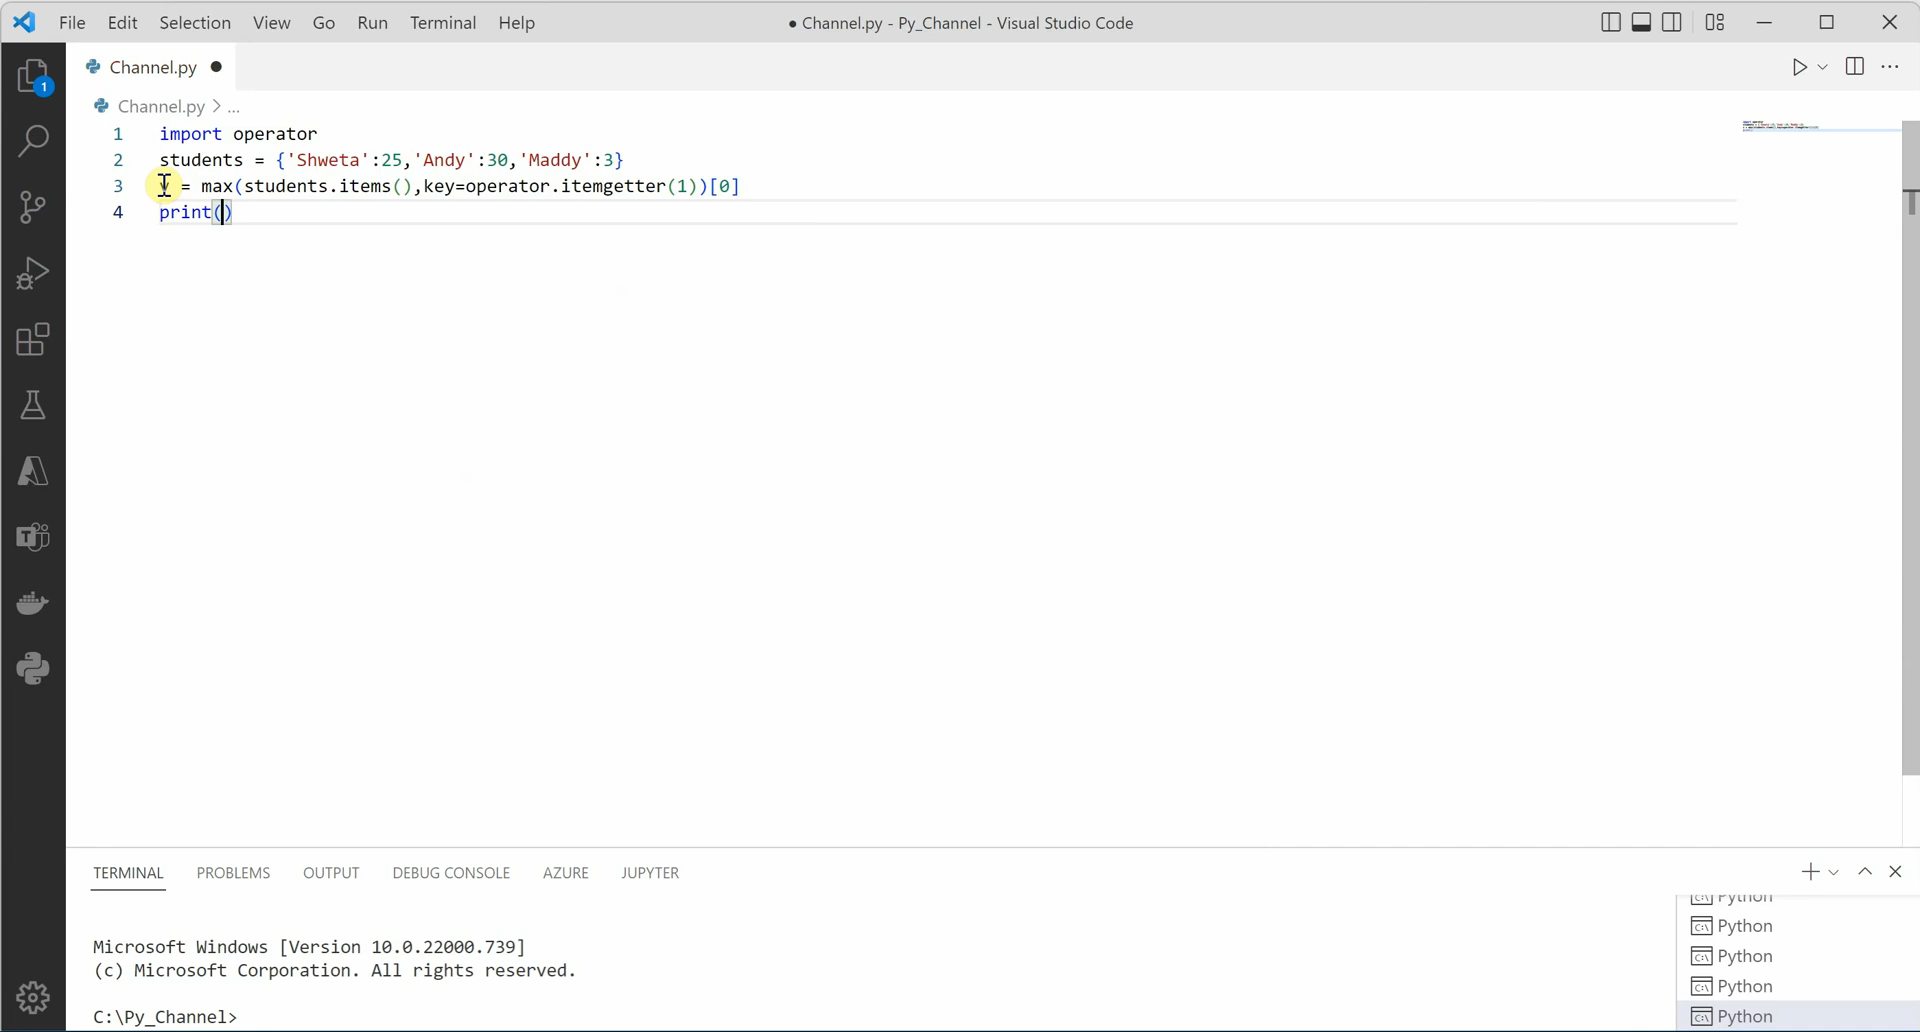 File Edit Selection View Go Run Terminal Help ● Channel.py - Py_Channel - Visual Studio Code
1
Channel.py ●
Channel.py > ...
1 import operator
2 students = {'Shweta':25,'Andy':30,'Maddy':3}
3 v = max(students.items(),key=operator.itemgetter(1))[0]
4 print()
TERMINAL PROBLEMS OUTPUT DEBUG CONSOLE AZURE JUPYTER
Python
Microsoft Windows [Version 10.0.22000.739]
Python
(c) Microsoft Corporation. All rights reserved.
Python
Python
C:\Py_Channel>
Python